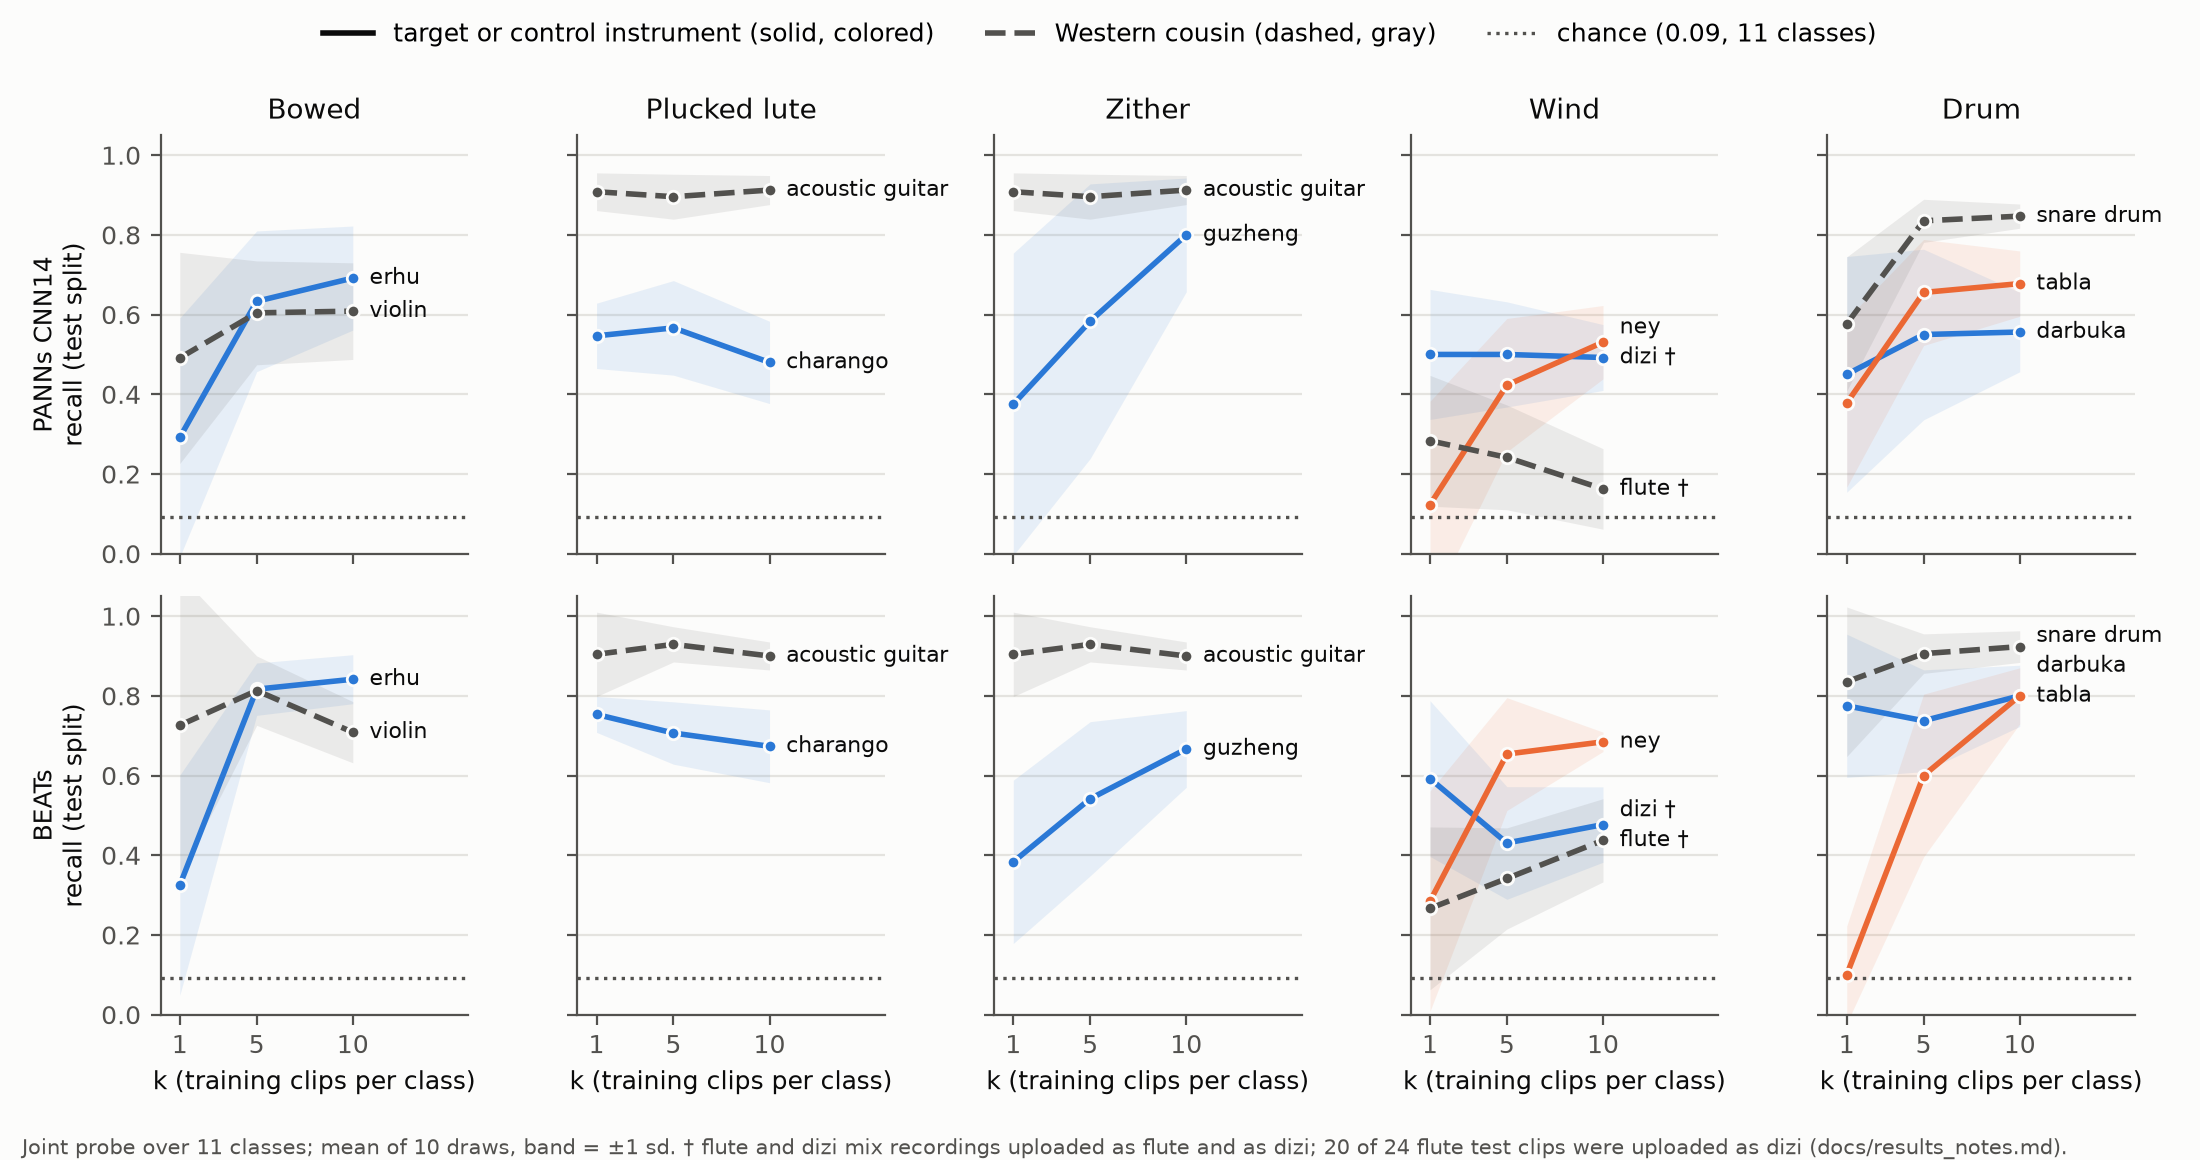 target or control instrument (solid, colored)
Western cousin (dashed, gray)
chance (0.09, 11 classes)
Bowed
Plucked lute
Zither
Wind
Drum
PANNs CNN14
recall (test split)
1.0
0.8
0.6
0.4
0.2
0.0
erhu
violin
acoustic guitar
charango
acoustic guitar
guzheng
ney
dizi †
flute †
snare drum
tabla
darbuka
BEATs
recall (test split)
1.0
0.8
0.6
0.4
0.2
0.0
erhu
violin
acoustic guitar
charango
acoustic guitar
guzheng
ney
dizi †
flute †
snare drum
darbuka
tabla
1 5 10
1 5 10
1 5 10
1 5 10
1 5 10
k (training clips per class)
k (training clips per class)
k (training clips per class)
k (training clips per class)
k (training clips per class)
Joint probe over 11 classes; mean of 10 draws, band = ±1 sd. † flute and dizi mix recordings uploaded as flute and as dizi; 20 of 24 flute test clips were uploaded as dizi (docs/results_notes.md).